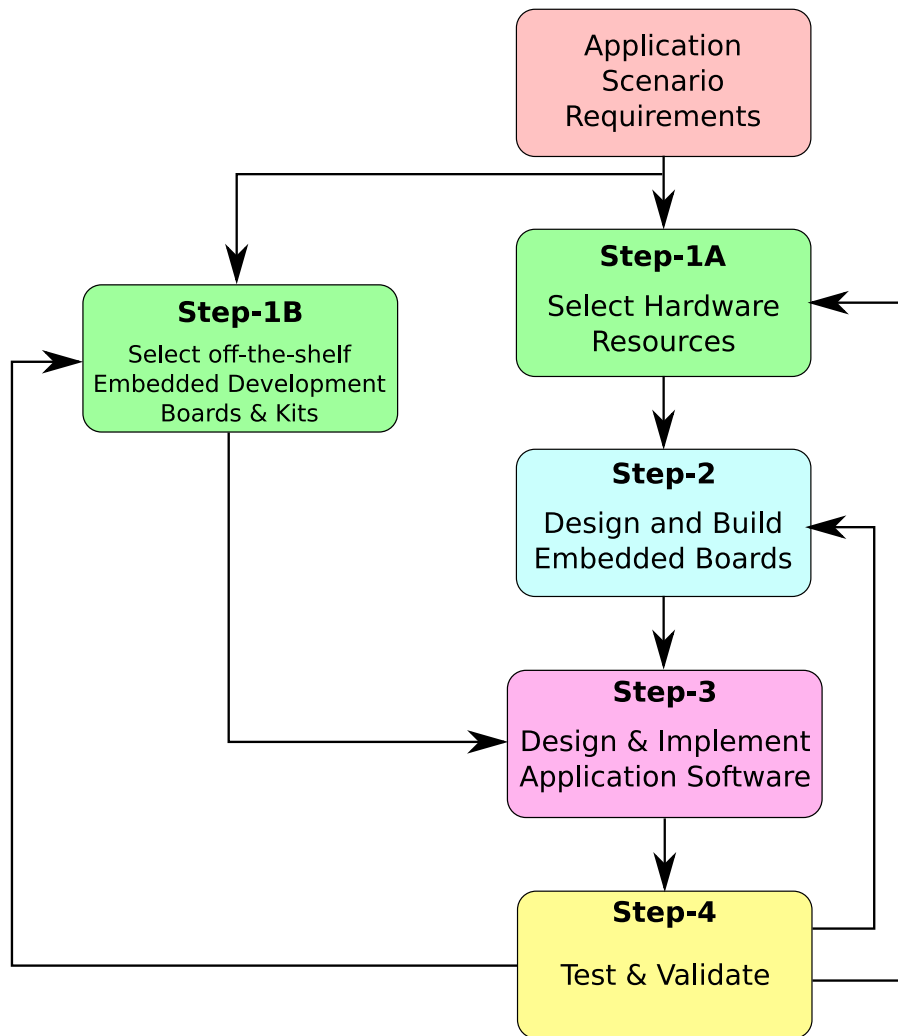 Application
Scenario
Requirements
Step-1A
Select Hardware
Resources
Step-1B
Select off-the-shelf
Embedded Development
Boards & Kits
Step-2
Design and Build
Embedded Boards
Step-3
Design & Implement
Application Software
Step-4
Test & Validate